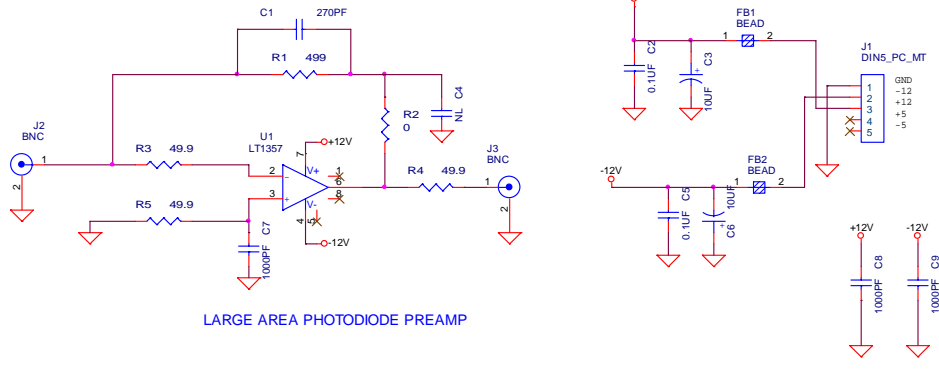 C1 270PF
R1 499
C4
NL
R2
0
J2
BNC
1
2
R3 49.9
U1
LT1357
7
+12V
2
3
−
+
V+
V-
1
6
8
4
5
-12V
R4 49.9
J3
BNC
1
2
R5 49.9
C7
1000PF
LARGE AREA PHOTODIODE PREAMP
FB1
BEAD
1 2
C2
0.1UF
C3
+
10UF
J1
DIN5_PC_MT
1 GND
2 -12
3 +12
4 +5
5 -5
-12V
FB2
BEAD
1 2
C5
0.1UF
10UF
+
C6
+12V
C8
1000PF
-12V
C9
1000PF